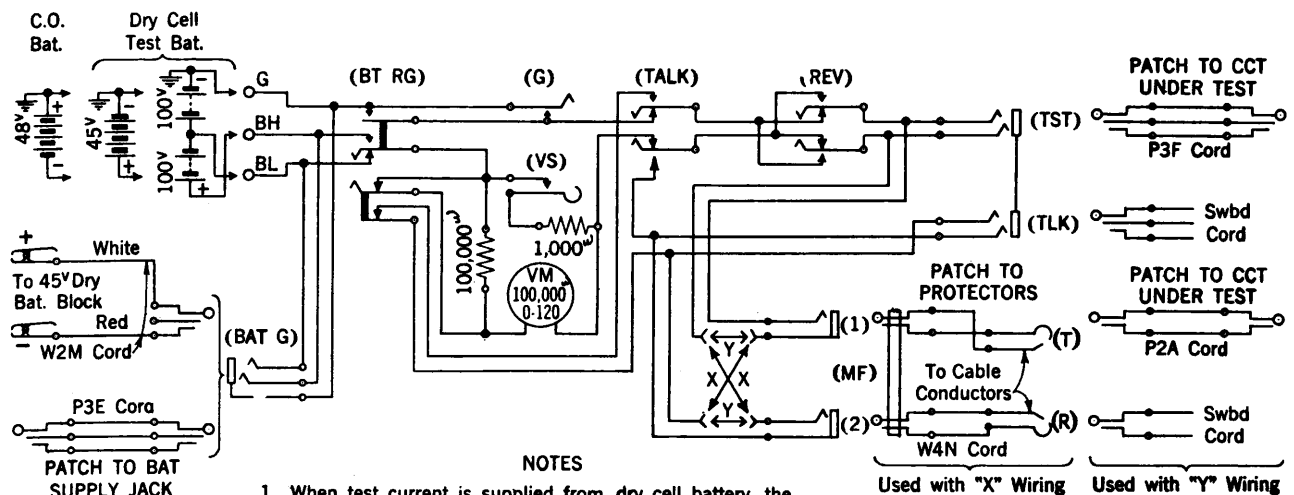 C.O.
Bat.
Dry Cell
Test Bat.
48V
45V
100V
100V
G
BH
BL
(BT RG)
(G)
(TALK)
(REV)
(VS)
100,000ω
1,000ω
VM
100,000ω
0-120
(TST)
(TLK)
PATCH TO CCT
UNDER TEST
P3F Cord
Swbd
Cord
+
White
To 45V Dry
Bat. Block
Red
-
W2M Cord
(BAT G)
P3E Cord
PATCH TO BAT
SUPPLY JACK
Y
X X
Y
(1)
(MF)
(2)
PATCH TO
PROTECTORS
(T)
To Cable
Conductors
(R)
W4N Cord
Used with "X" Wiring
PATCH TO CCT
UNDER TEST
P2A Cord
Swbd
Cord
Used with "Y" Wiring
NOTES
1. When test current is supplied from dry cell battery, the